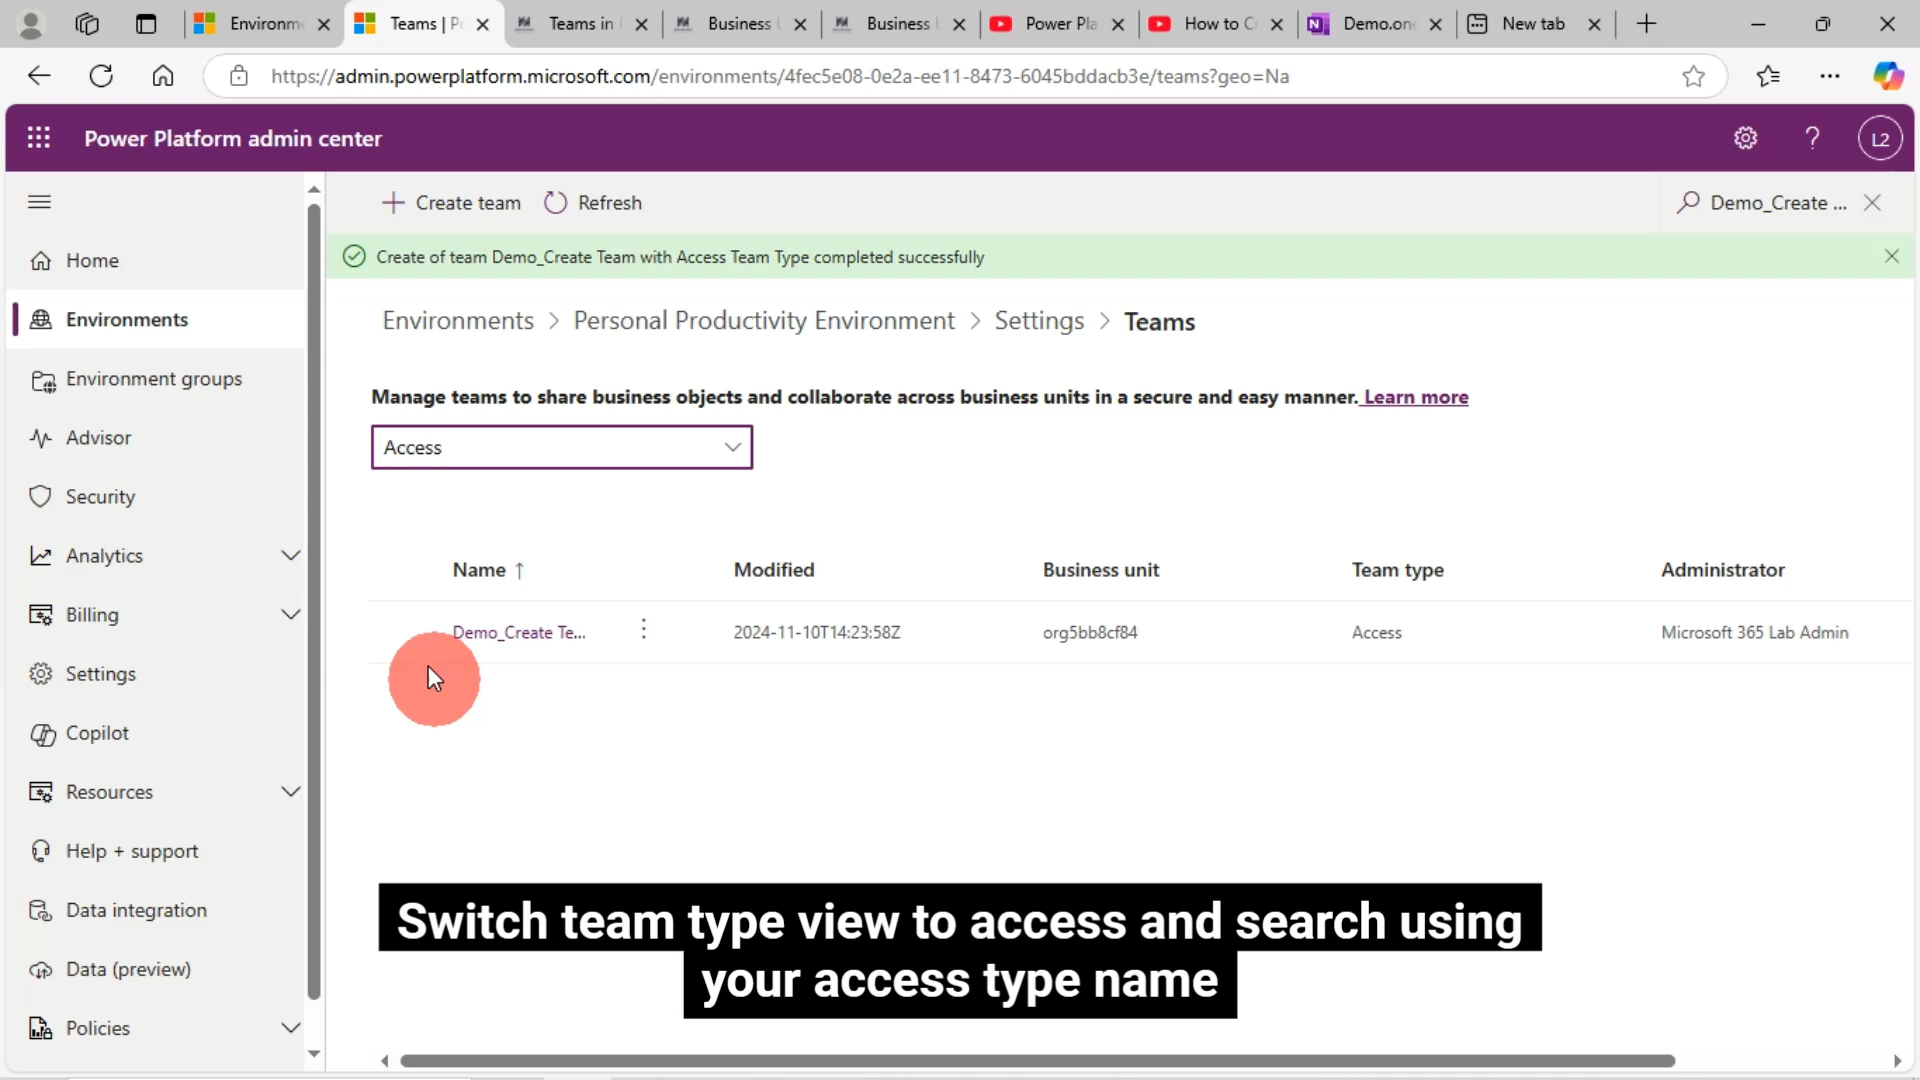 Environme
Teams | Po
Teams in
Business U
Business U
Power Pla
How to C
Demo.one
New tab
https://admin.powerplatform.microsoft.com/environments/4fec5e08-0e2a-ee11-8473-6045bddacb3e/teams?geo=Na
Power Platform admin center
L2
Create team
Refresh
Demo_Create ...
Create of team Demo_Create Team with Access Team Type completed successfully
Home
Environments
Environment groups
Advisor
Security
Analytics
Billing
Settings
Copilot
Resources
Help + support
Data integration
Data (preview)
Policies
Environments > Personal Productivity Environment > Settings > Teams
Manage teams to share business objects and collaborate across business units in a secure and easy manner. Learn more
Access
Name ↑ Modified Business unit Team type Administrator
Demo_Create Te... 2024-11-10T14:23:58Z org5bb8cf84 Access Microsoft 365 Lab Admin
Switch team type view to access and search using
your access type name